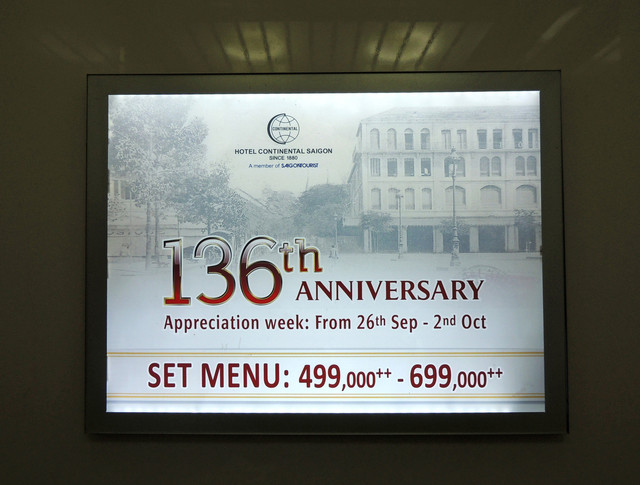 CONTINENTAL
HOTEL CONTINENTAL SAIGON
SINCE 1880
A member of SAIGONTOURIST
136th
ANNIVERSARY
Appreciation week: From 26th Sep - 2nd Oct
SET MENU: 499,000++ - 699,000++